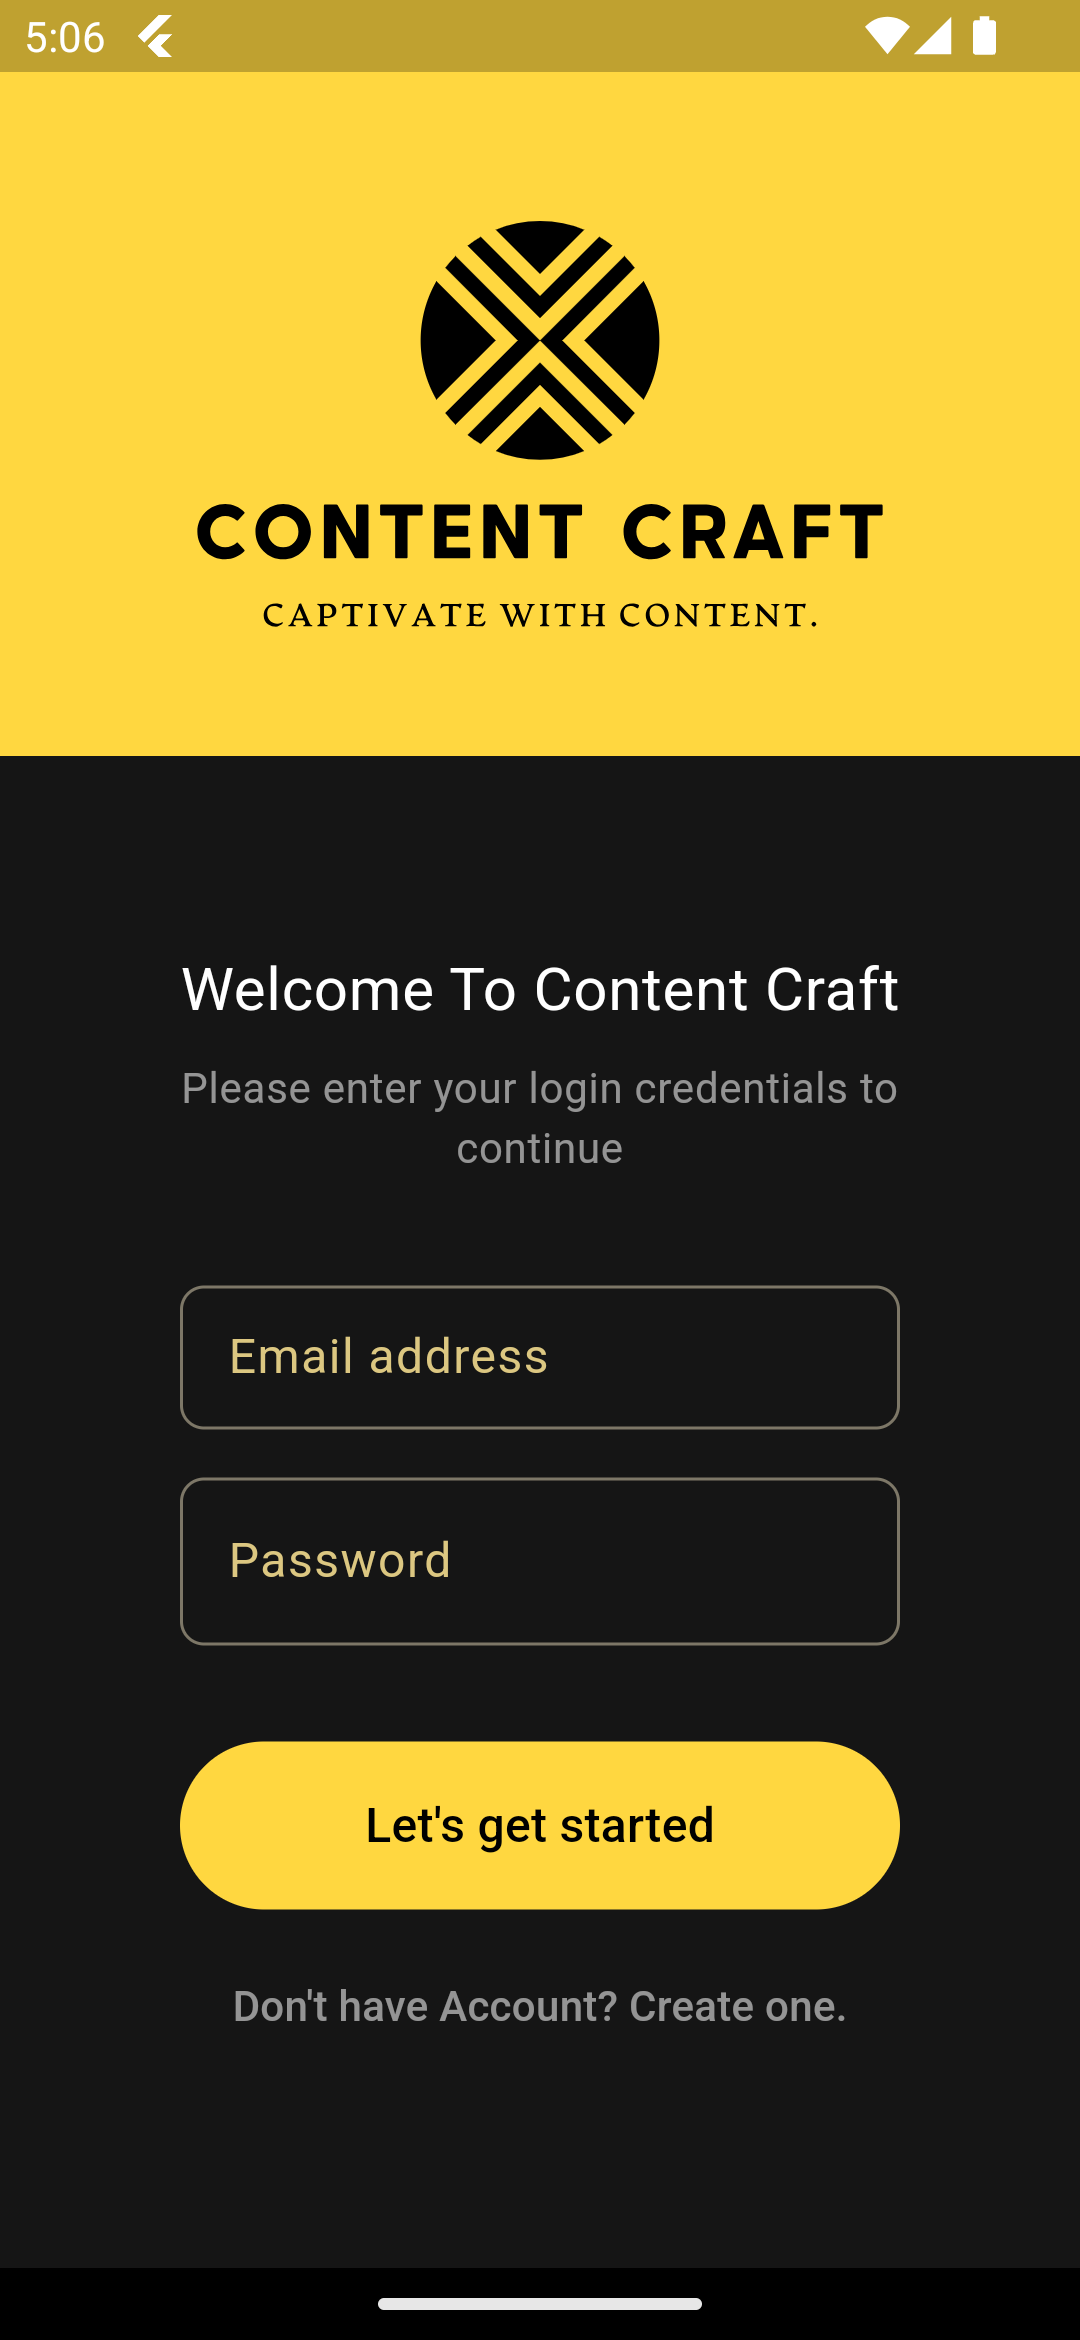 5:06
CONTENT CRAFT
CAPTIVATE WITH CONTENT.
Welcome To Content Craft
Please enter your login credentials to
continue
Email address
Password
Let's get started
Don't have Account? Create one.